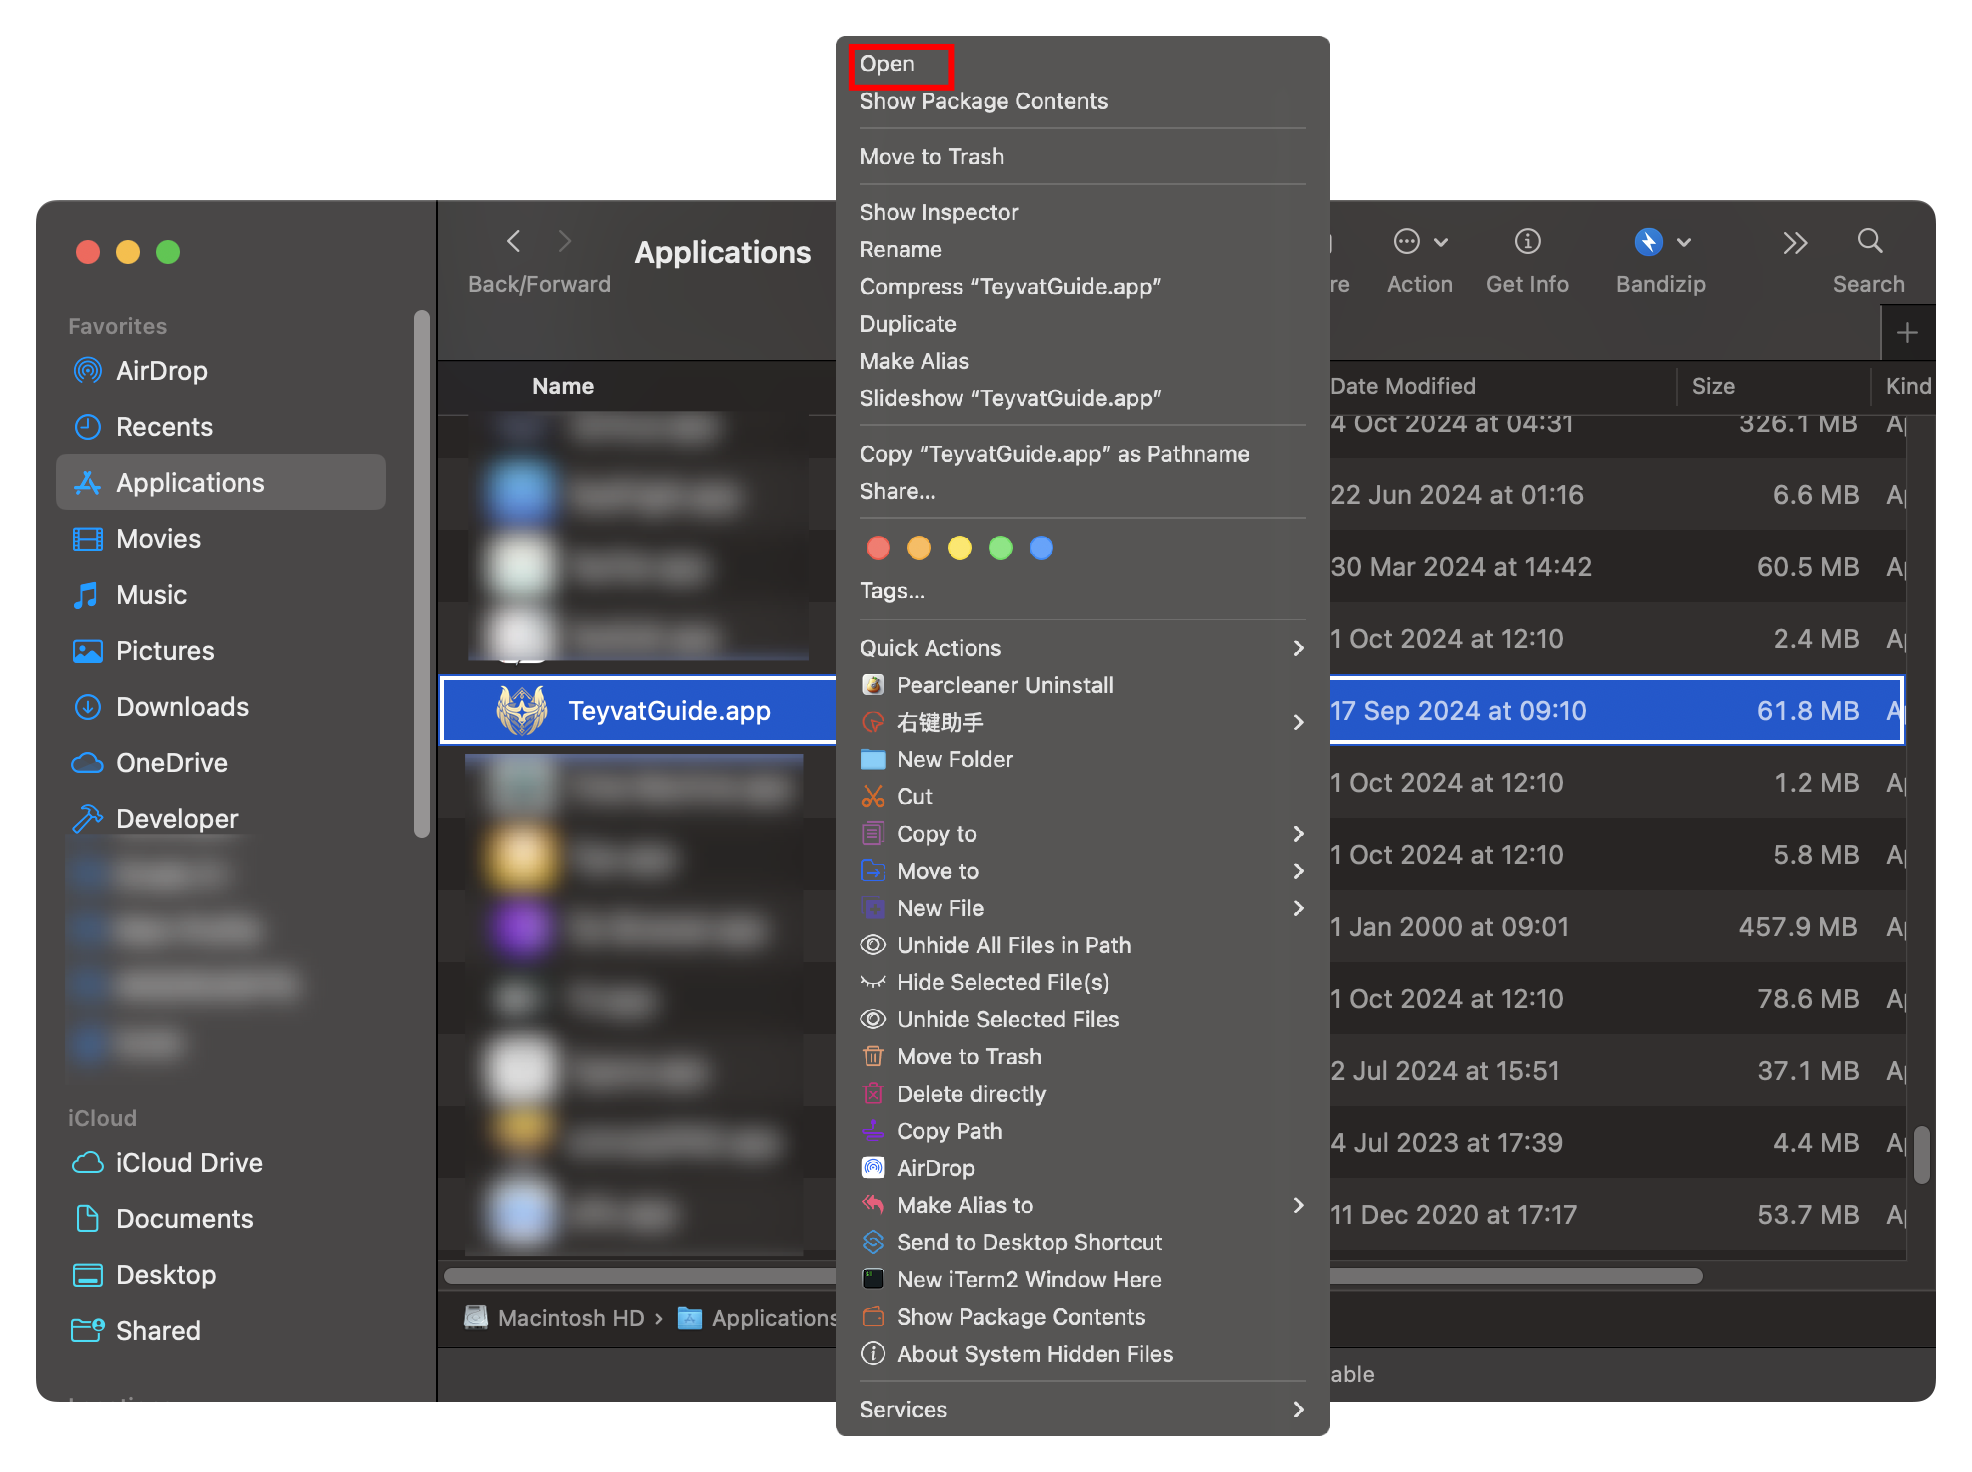 Open
Show Package Contents
Move to Trash
Show Inspector
Rename
Compress “TeyvatGuide.app”
Duplicate
Make Alias
Slideshow “TeyvatGuide.app”
Copy “TeyvatGuide.app” as Pathname
Share...
Tags...
Quick Actions
Pearcleaner Uninstall
右键助手
New Folder
Cut
Copy to
Move to
New File
Unhide All Files in Path
Hide Selected File(s)
Unhide Selected Files
Move to Trash
Delete directly
Copy Path
AirDrop
Make Alias to
Send to Desktop Shortcut
New iTerm2 Window Here
Show Package Contents
About System Hidden Files
Services
Favorites
AirDrop
Recents
Applications
Movies
Music
Pictures
Downloads
OneDrive
Developer
iCloud
iCloud Drive
Documents
Desktop
Shared
Back/Forward
Applications
re
Action
Get Info
Bandizip
Search
Name
Date Modified
Size
Kind
4 Oct 2024 at 04:31 326.1 MB
22 Jun 2024 at 01:16 6.6 MB
30 Mar 2024 at 14:42 60.5 MB
1 Oct 2024 at 12:10 2.4 MB
TeyvatGuide.app 17 Sep 2024 at 09:10 61.8 MB
1 Oct 2024 at 12:10 1.2 MB
1 Oct 2024 at 12:10 5.8 MB
1 Jan 2000 at 09:01 457.9 MB
1 Oct 2024 at 12:10 78.6 MB
2 Jul 2024 at 15:51 37.1 MB
4 Jul 2023 at 17:39 4.4 MB
11 Dec 2020 at 17:17 53.7 MB
Macintosh HD › Applications
able